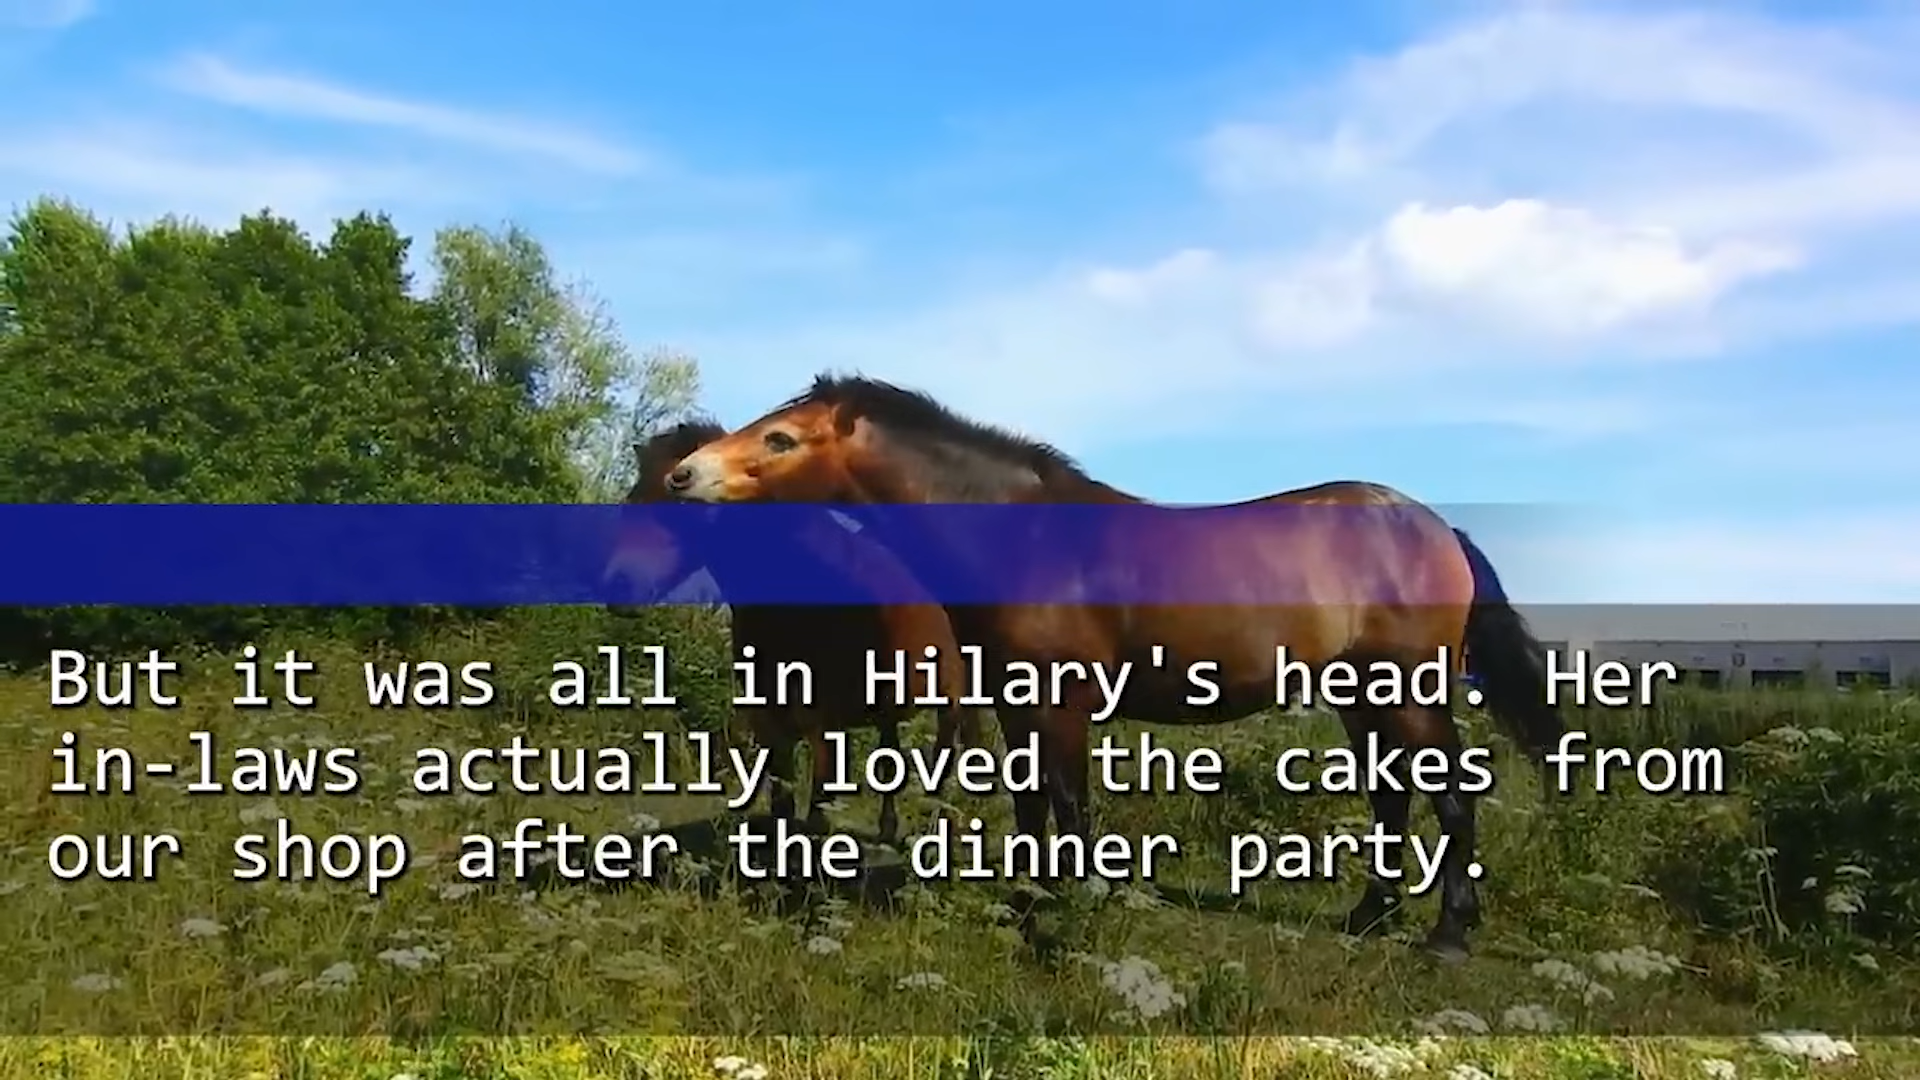 But it was all in Hilary's head. Her
in-laws actually loved the cakes from
our shop after the dinner party.